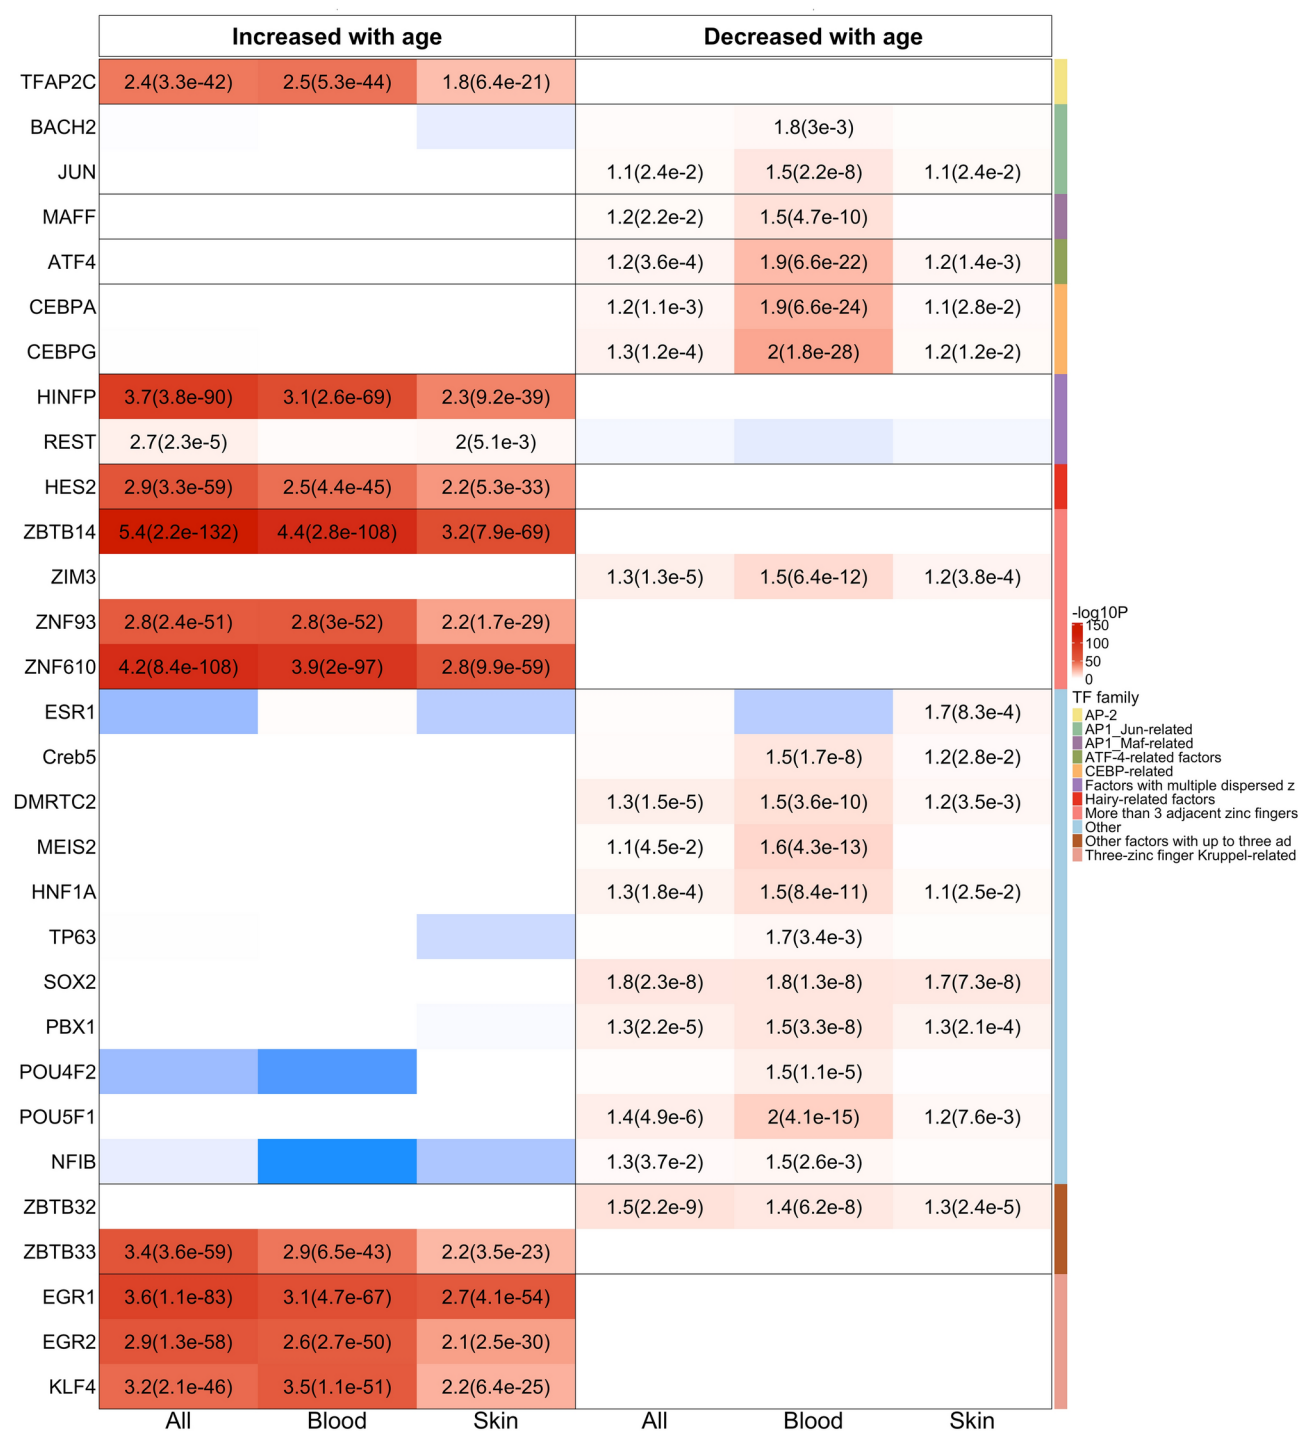 Increased with age Decreased with age
TFAP2C 2.4(3.3e-42) 2.5(5.3e-44) 1.8(6.4e-21)
BACH2 1.8(3e-3)
JUN 1.1(2.4e-2) 1.5(2.2e-8) 1.1(2.4e-2)
MAFF 1.2(2.2e-2) 1.5(4.7e-10)
ATF4 1.2(3.6e-4) 1.9(6.6e-22) 1.2(1.4e-3)
CEBPA 1.2(1.1e-3) 1.9(6.6e-24) 1.1(2.8e-2)
CEBPG 1.3(1.2e-4) 2(1.8e-28) 1.2(1.2e-2)
HINFP 3.7(3.8e-90) 3.1(2.6e-69) 2.3(9.2e-39)
REST 2.7(2.3e-5) 2(5.1e-3)
HES2 2.9(3.3e-59) 2.5(4.4e-45) 2.2(5.3e-33)
ZBTB14 5.4(2.2e-132) 4.4(2.8e-108) 3.2(7.9e-69)
ZIM3 1.3(1.3e-5) 1.5(6.4e-12) 1.2(3.8e-4)
ZNF93 2.8(2.4e-51) 2.8(3e-52) 2.2(1.7e-29)
ZNF610 4.2(8.4e-108) 3.9(2e-97) 2.8(9.9e-59)
ESR1 1.7(8.3e-4)
Creb5 1.5(1.7e-8) 1.2(2.8e-2)
DMRTC2 1.3(1.5e-5) 1.5(3.6e-10) 1.2(3.5e-3)
MEIS2 1.1(4.5e-2) 1.6(4.3e-13)
HNF1A 1.3(1.8e-4) 1.5(8.4e-11) 1.1(2.5e-2)
TP63 1.7(3.4e-3)
SOX2 1.8(2.3e-8) 1.8(1.3e-8) 1.7(7.3e-8)
PBX1 1.3(2.2e-5) 1.5(3.3e-8) 1.3(2.1e-4)
POU4F2 1.5(1.1e-5)
POU5F1 1.4(4.9e-6) 2(4.1e-15) 1.2(7.6e-3)
NFIB 1.3(3.7e-2) 1.5(2.6e-3)
ZBTB32 1.5(2.2e-9) 1.4(6.2e-8) 1.3(2.4e-5)
ZBTB33 3.4(3.6e-59) 2.9(6.5e-43) 2.2(3.5e-23)
EGR1 3.6(1.1e-83) 3.1(4.7e-67) 2.7(4.1e-54)
EGR2 2.9(1.3e-58) 2.6(2.7e-50) 2.1(2.5e-30)
KLF4 3.2(2.1e-46) 3.5(1.1e-51) 2.2(6.4e-25)
All Blood Skin All Blood Skin
-log10P
150
100
50
0
TF family
AP-2
AP1_Jun-related
AP1_Maf-related
ATF-4-related factors
CEBP-related
Factors with multiple dispersed z
Hairy-related factors
More than 3 adjacent zinc fingers
Other
Other factors with up to three ad
Three-zinc finger Kruppel-related